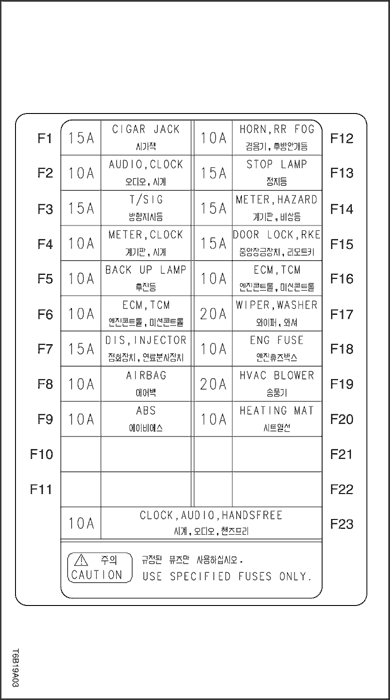 F1 15A CIGAR JACK 10A HORN,RR FOG F12
시가잭 경음기,후방안개등
F2 10A AUDIO,CLOCK 15A STOP LAMP F13
오디오,시계 정지등
F3 15A T/SIG 15A METER,HAZARD F14
방향지시등 계기판,비상등
F4 10A METER,CLOCK 15A DOOR LOCK,RKE F15
계기판,시계 중앙잠금장치,리모트키
F5 10A BACK UP LAMP 10A ECM,TCM F16
후진등 엔진콘트롤,미션콘트롤
F6 10A ECM,TCM 20A WIPER,WASHER F17
엔진콘트롤,미션콘트롤 와이퍼,와셔
F7 15A DIS,INJECTOR 10A ENG FUSE F18
점화장치,연료분사장치 엔진퓨즈박스
F8 10A AIRBAG 20A HVAC BLOWER F19
에어백 송풍기
F9 10A ABS 10A HEATING MAT F20
에이비에스 시트열선
F10 F21
F11 F22
10A CLOCK,AUDIO,HANDSFREE F23
시계,오디오,핸즈프리
주의 규정된 퓨즈만 사용하십시오.
CAUTION USE SPECIFIED FUSES ONLY.
T6B19A03